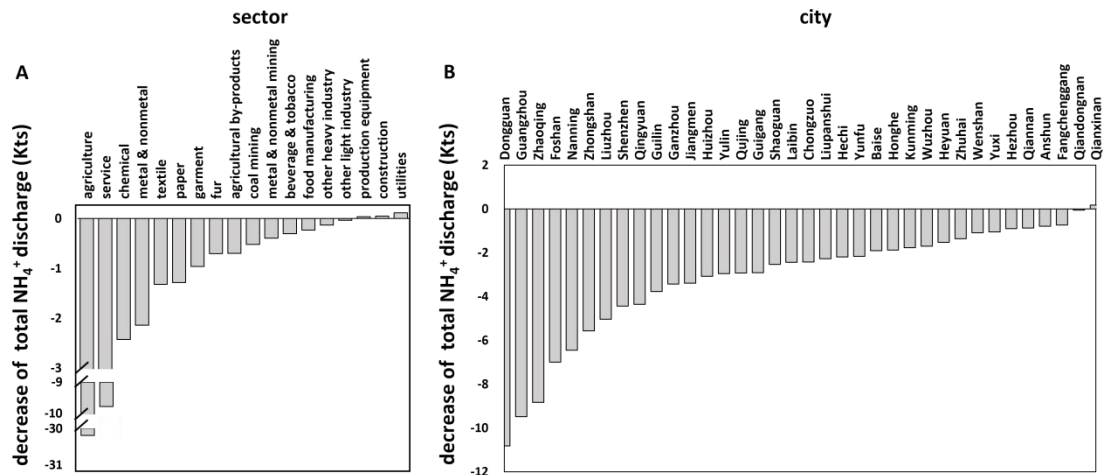 sector
A
decrease of total NH₄⁺ discharge (Kts)
agriculture
service
chemical
metal & nonmetal
textile
paper
garment
fur
agricultural by-products
coal mining
metal & nonmetal mining
beverage & tobacco
food manufacturing
other heavy industry
other light industry
production equipment
construction
utilities
0
-1
-2
-3
-9
-10
-30
-31
city
B
decrease of total NH₄⁺ discharge (Kts)
Dongguan
Guangzhou
Zhaoqing
Foshan
Nanning
Zhongshan
Liuzhou
Shenzhen
Qingyuan
Guilin
Ganzhou
Jiangmen
Huizhou
Yulin
Qujing
Guigang
Shaoguan
Laibin
Chongzuo
Liupanshui
Hechi
Yunfu
Baise
Honghe
Kunming
Wuzhou
Heyuan
Zhuhai
Wenshan
Yuxi
Hezhou
Qiannan
Anshun
Fangchenggang
Qiandongnan
Qianxinan
2
0
-2
-4
-6
-8
-10
-12